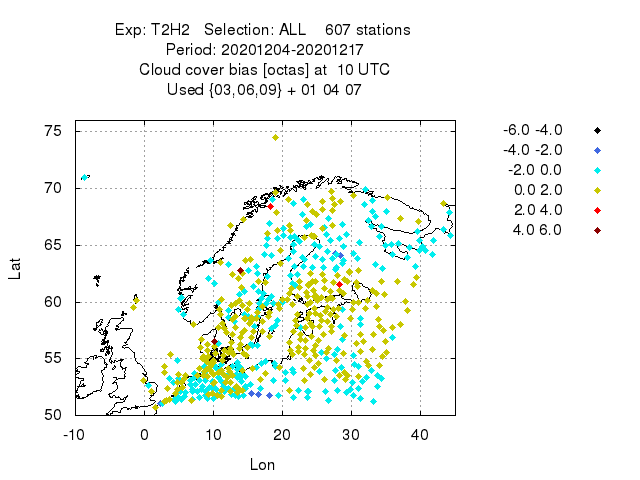 Exp: T2H2 Selection: ALL 607 stations
Period: 20201204-20201217
Cloud cover bias [octas] at 10 UTC
Used {03,06,09} + 01 04 07
75
70
65
60
55
50
Lat
-10 0 10 20 30 40
Lon
-6.0 -4.0
-4.0 -2.0
-2.0 0.0
0.0 2.0
2.0 4.0
4.0 6.0